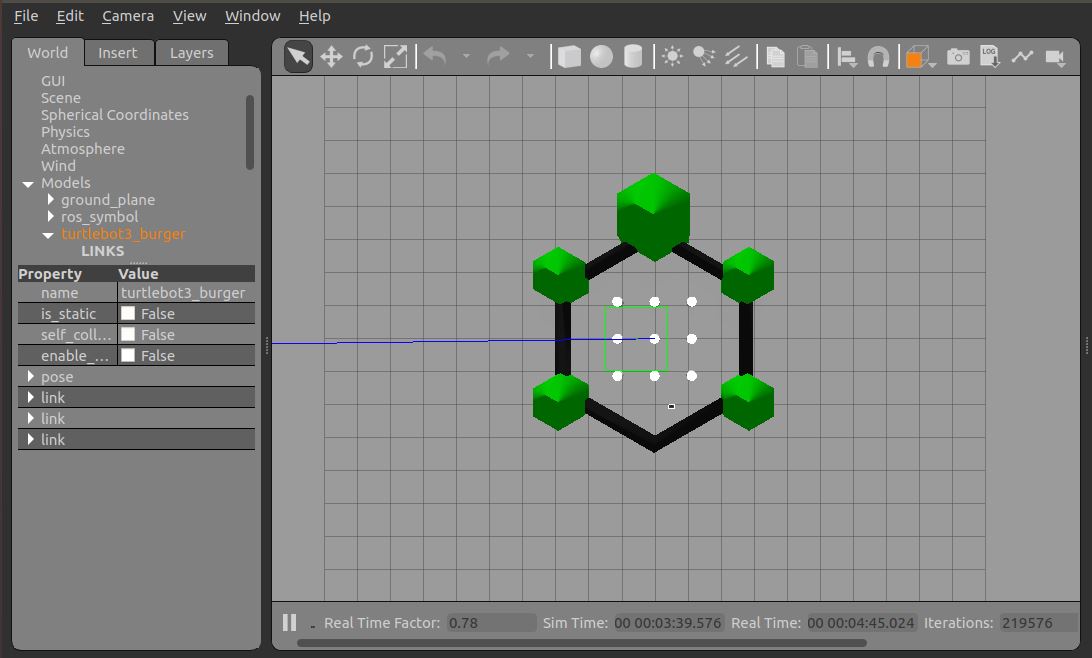 File Edit Camera View Window Help
World Insert Layers
GUI
Scene
Spherical Coordinates
Physics
Atmosphere
Wind
Models
ground_plane
ros_symbol
turtlebot3_burger
LINKS
Property Value
name turtlebot3_burger
is_static False
self_coll... False
enable_... False
pose
link
link
link
LOG
Real Time Factor: 0.78 Sim Time: 00 00:03:39.576 Real Time: 00 00:04:45.024 Iterations: 219576